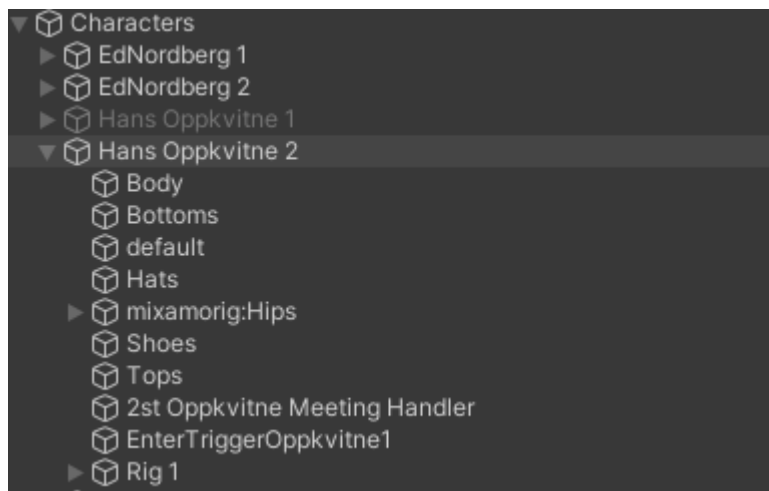 Characters
EdNordberg 1
EdNordberg 2
Hans Oppkvitne 1
Hans Oppkvitne 2
Body
Bottoms
default
Hats
mixamorig:Hips
Shoes
Tops
2st Oppkvitne Meeting Handler
EnterTriggerOppkvitne1
Rig 1